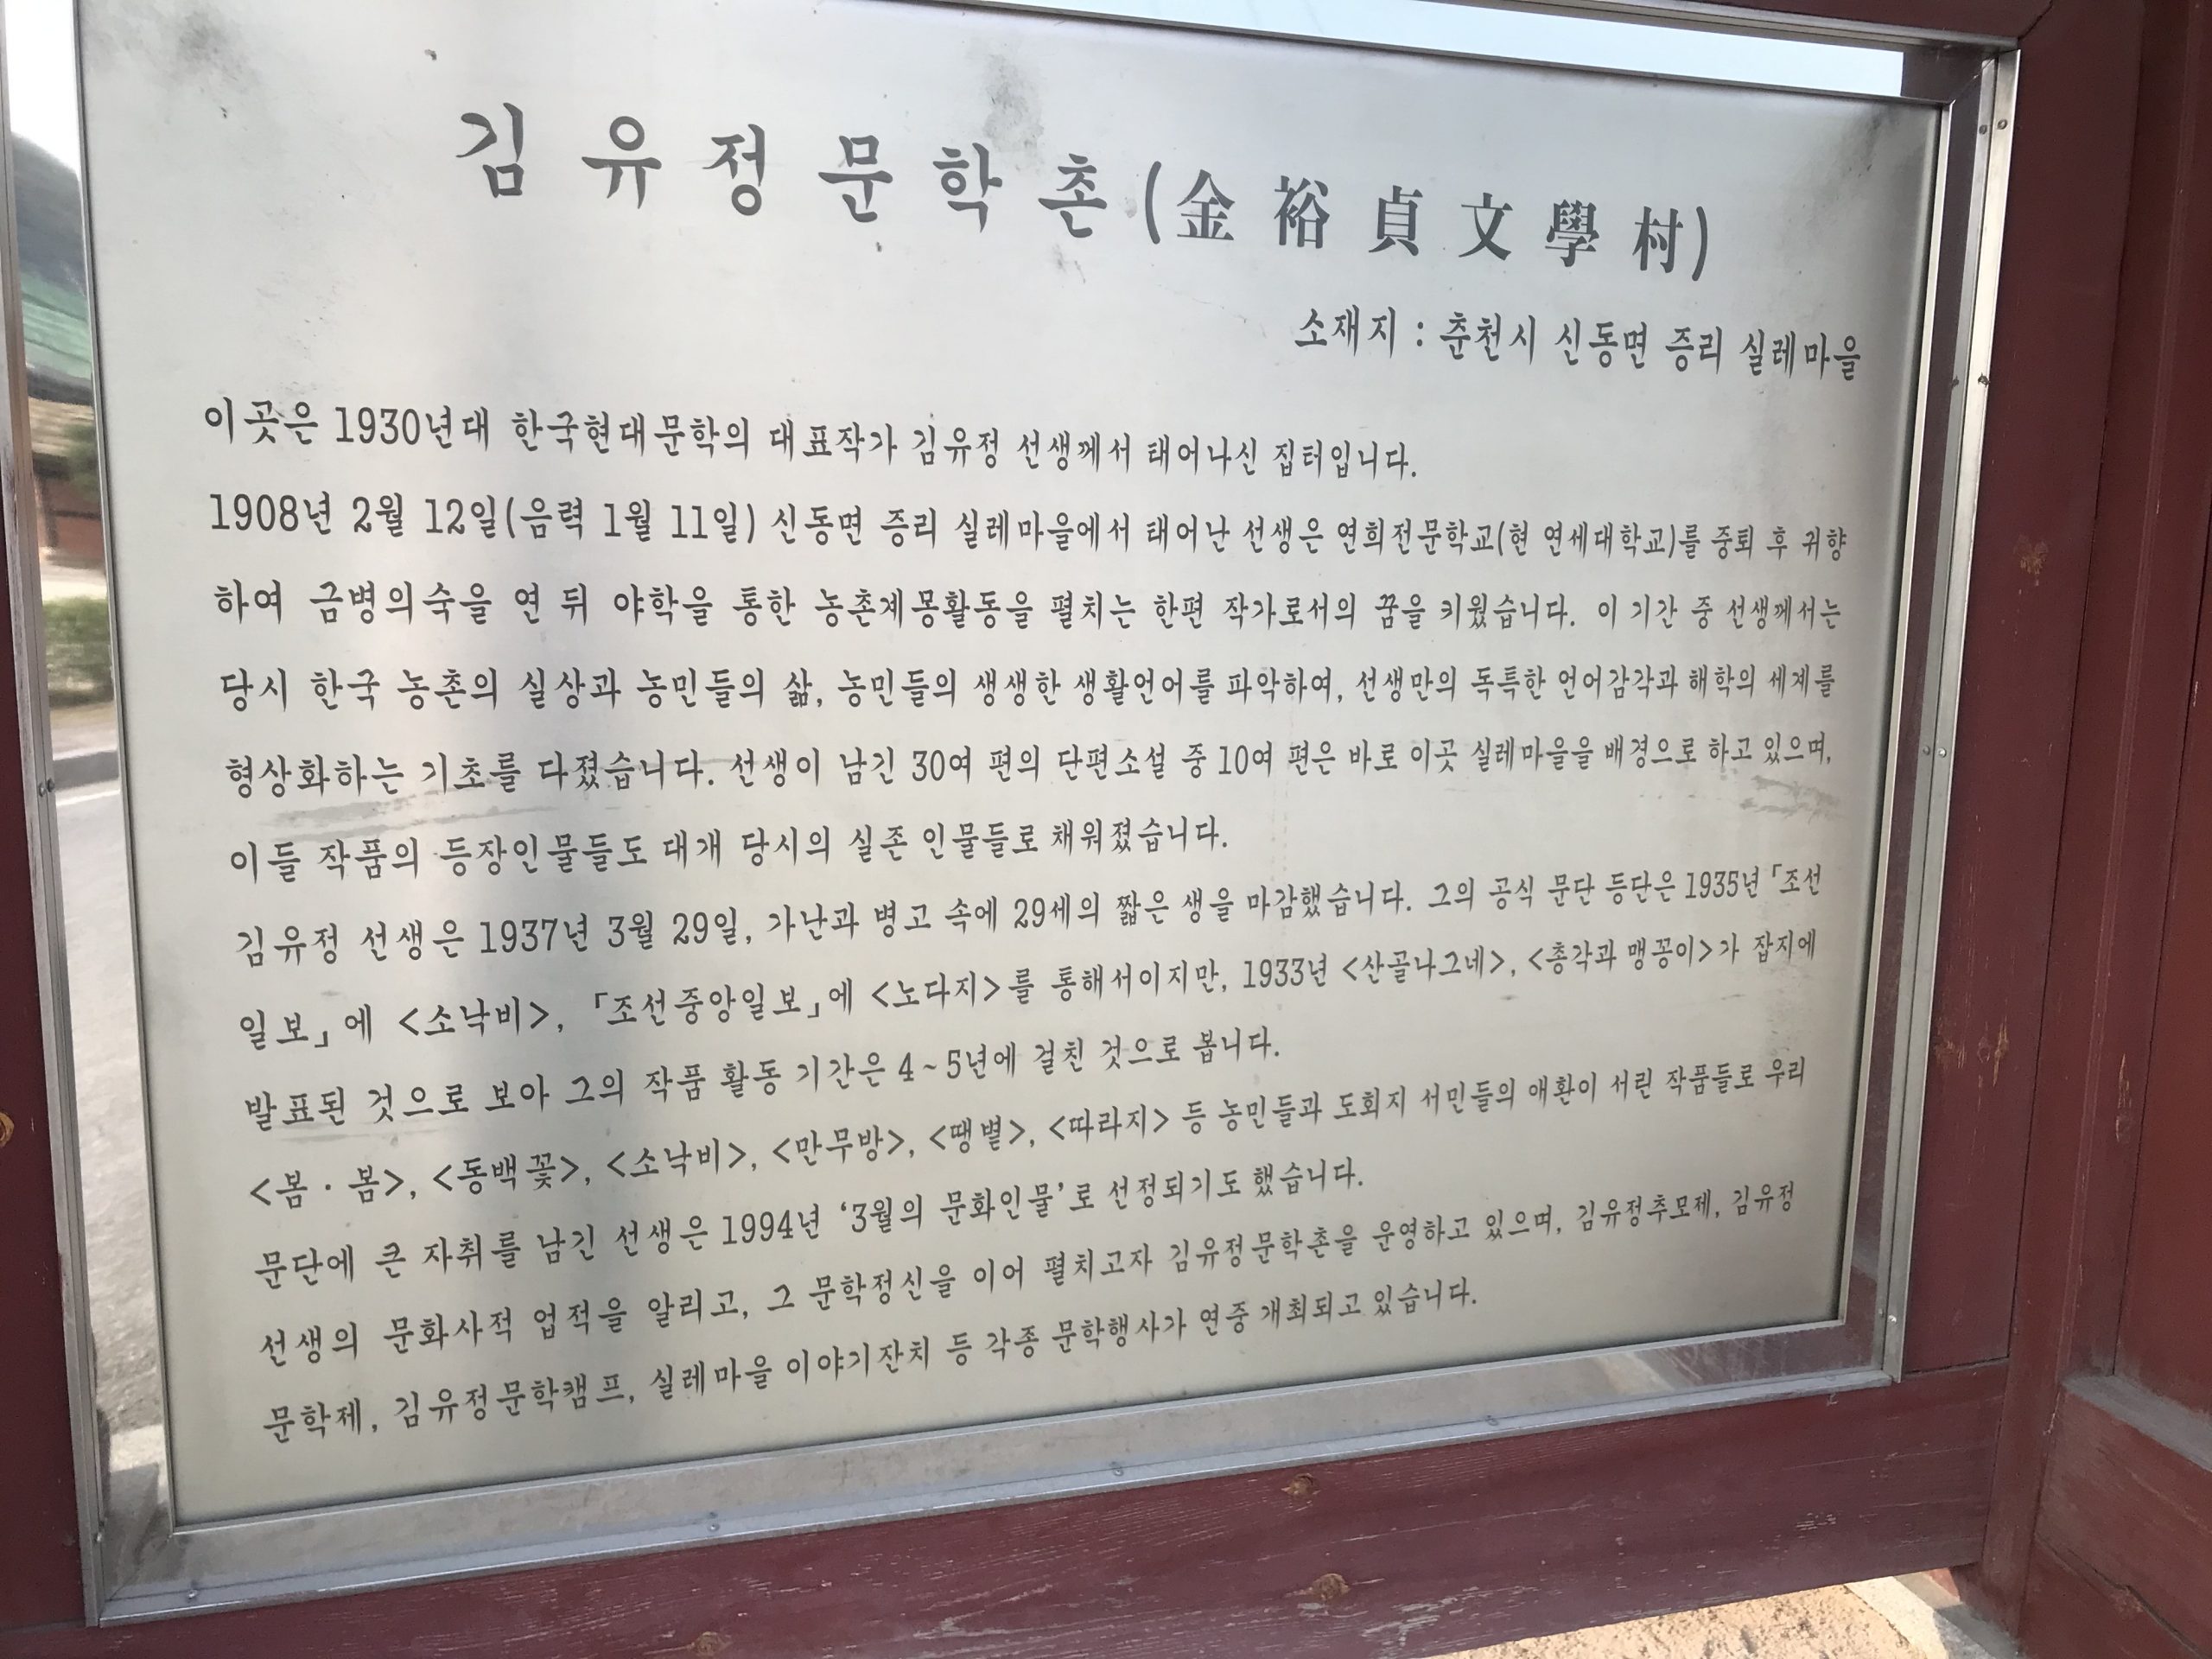 김유정문학촌(金裕貞文學村)
소재지 : 춘천시 신동면 증리 실레마을
이곳은 1930년대 한국현대문학의 대표작가 김유정 선생께서 태어나신 집터입니다.
1908년 2월 12일(음력 1월 11일) 신동면 증리 실레마을에서 태어난 선생은 연희전문학교(현 연세대학교)를 중퇴 후 귀향
하여 금병의숙을 연 뒤 야학을 통한 농촌계몽활동을 펼치는 한편 작가로서의 꿈을 키웠습니다. 이 기간 중 선생께서는
당시 한국 농촌의 실상과 농민들의 삶, 농민들의 생생한 생활언어를 파악하여, 선생만의 독특한 언어감각과 해학의 세계를
형상화하는 기초를 다졌습니다. 선생이 남긴 30여 편의 단편소설 중 10여 편은 바로 이곳 실레마을을 배경으로 하고 있으며,
이들 작품의 등장인물들도 대개 당시의 실존 인물들로 채워졌습니다.
김유정 선생은 1937년 3월 29일, 가난과 병고 속에 29세의 짧은 생을 마감했습니다. 그의 공식 문단 등단은 1935년 「조선
일보」에 <소낙비>, 「조선중앙일보」에 <노다지>를 통해서이지만, 1933년 <산골나그네>, <총각과 맹꽁이>가 잡지에
발표된 것으로 보아 그의 작품 활동 기간은 4~5년에 걸친 것으로 봅니다.
<봄·봄>, <동백꽃>, <소낙비>, <만무방>, <땡볕>, <따라지> 등 농민들과 도회지 서민들의 애환이 서린 작품들로 우리
문단에 큰 자취를 남긴 선생은 1994년 '3월의 문화인물'로 선정되기도 했습니다.
선생의 문화사적 업적을 알리고, 그 문학정신을 이어 펼치고자 김유정문학촌을 운영하고 있으며, 김유정추모제, 김유정
문학제, 김유정문학캠프, 실레마을 이야기잔치 등 각종 문학행사가 연중 개최되고 있습니다.